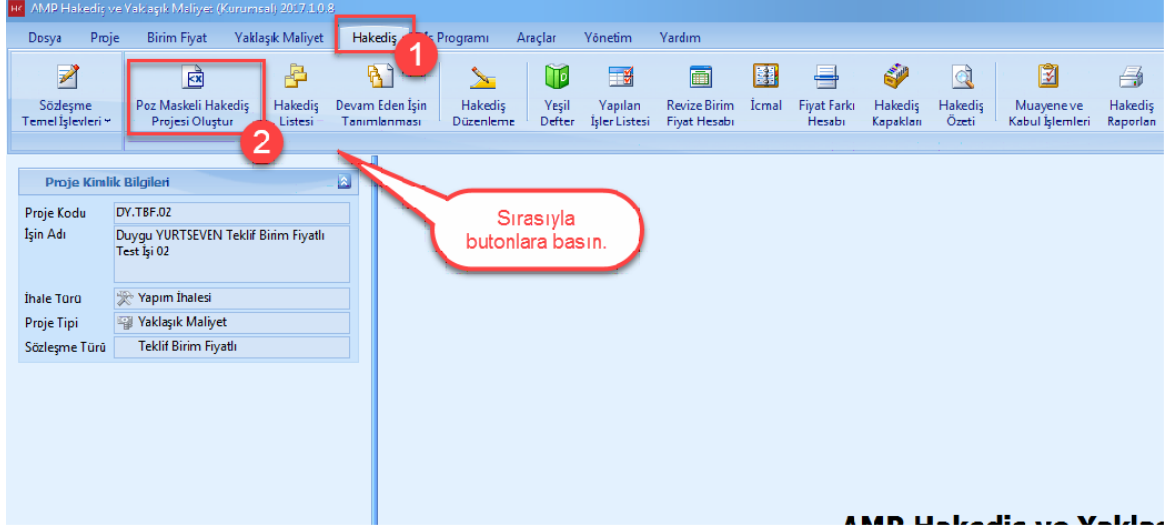 HK AMP Hakediş ve Yaklaşık Maliyet (Kurumsal) 2017.1.0.8
Dosya Proje Birim Fiyat Yaklaşık Maliyet Hakediş Programı Araçlar Yönetim Yardım
1
Sözleşme Temel İşlevleri
Poz Maskeli Hakediş Projesi Oluştur
Hakediş Listesi
Devam Eden İşin Tanımlanması
Hakediş Düzenleme
Yeşil Defter
Yapılan İşler Listesi
Revize Birim Fiyat Hesabı
İcmal
Fiyat Farkı Hesabı
Hakediş Kapakları
Hakediş Özeti
Muayene ve Kabul İşlemleri
Hakediş Raporları
2
Proje Kimlik Bilgileri
Proje Kodu DY.TBF.02
İşin Adı Duygu YURTSEVEN Teklif Birim Fiyatlı
Test İşi 02
İhale Türü Yapım İhalesi
Proje Tipi Yaklaşık Maliyet
Sözleşme Türü Teklif Birim Fiyatlı
Sırasıyla
butonlara basın.